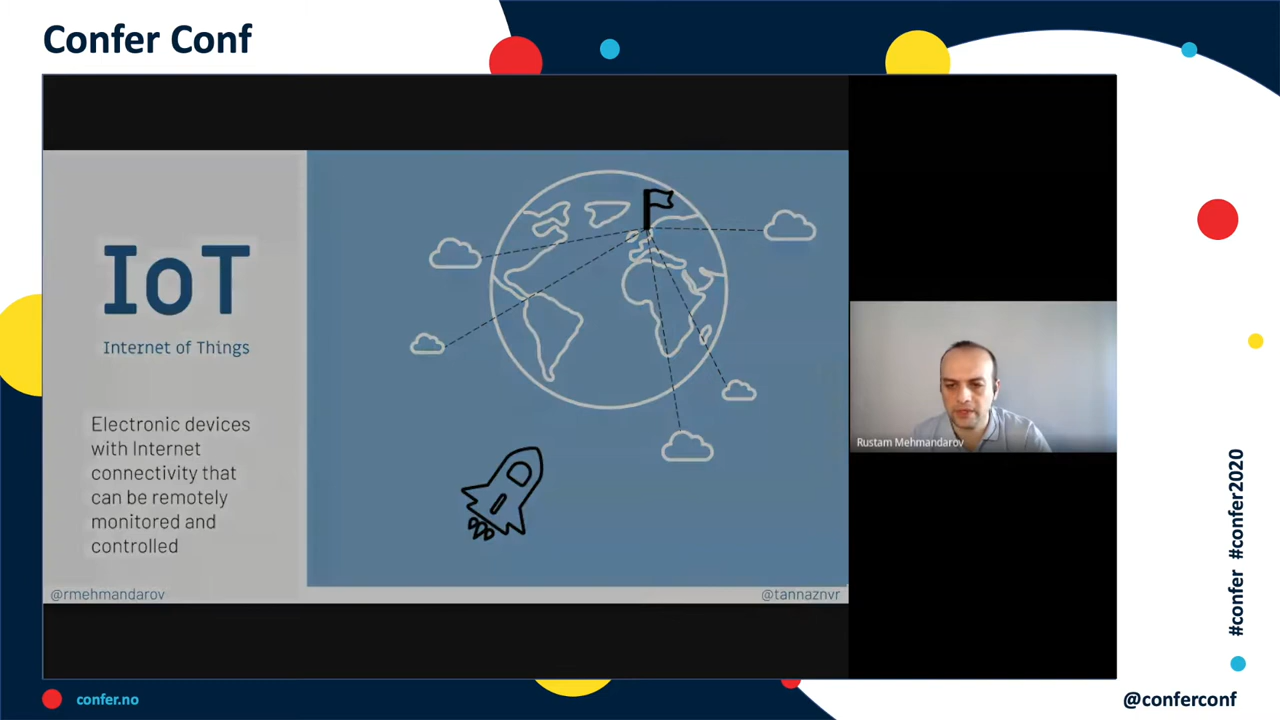 Confer Conf
IoT
Internet of Things
Electronic devices
with Internet
connectivity that
can be remotely
monitored and
controlled
@rmehmandarov
@tannaznvr
Rustam Mehmandarov
#confer #confer2020
confer.no
@conferconf